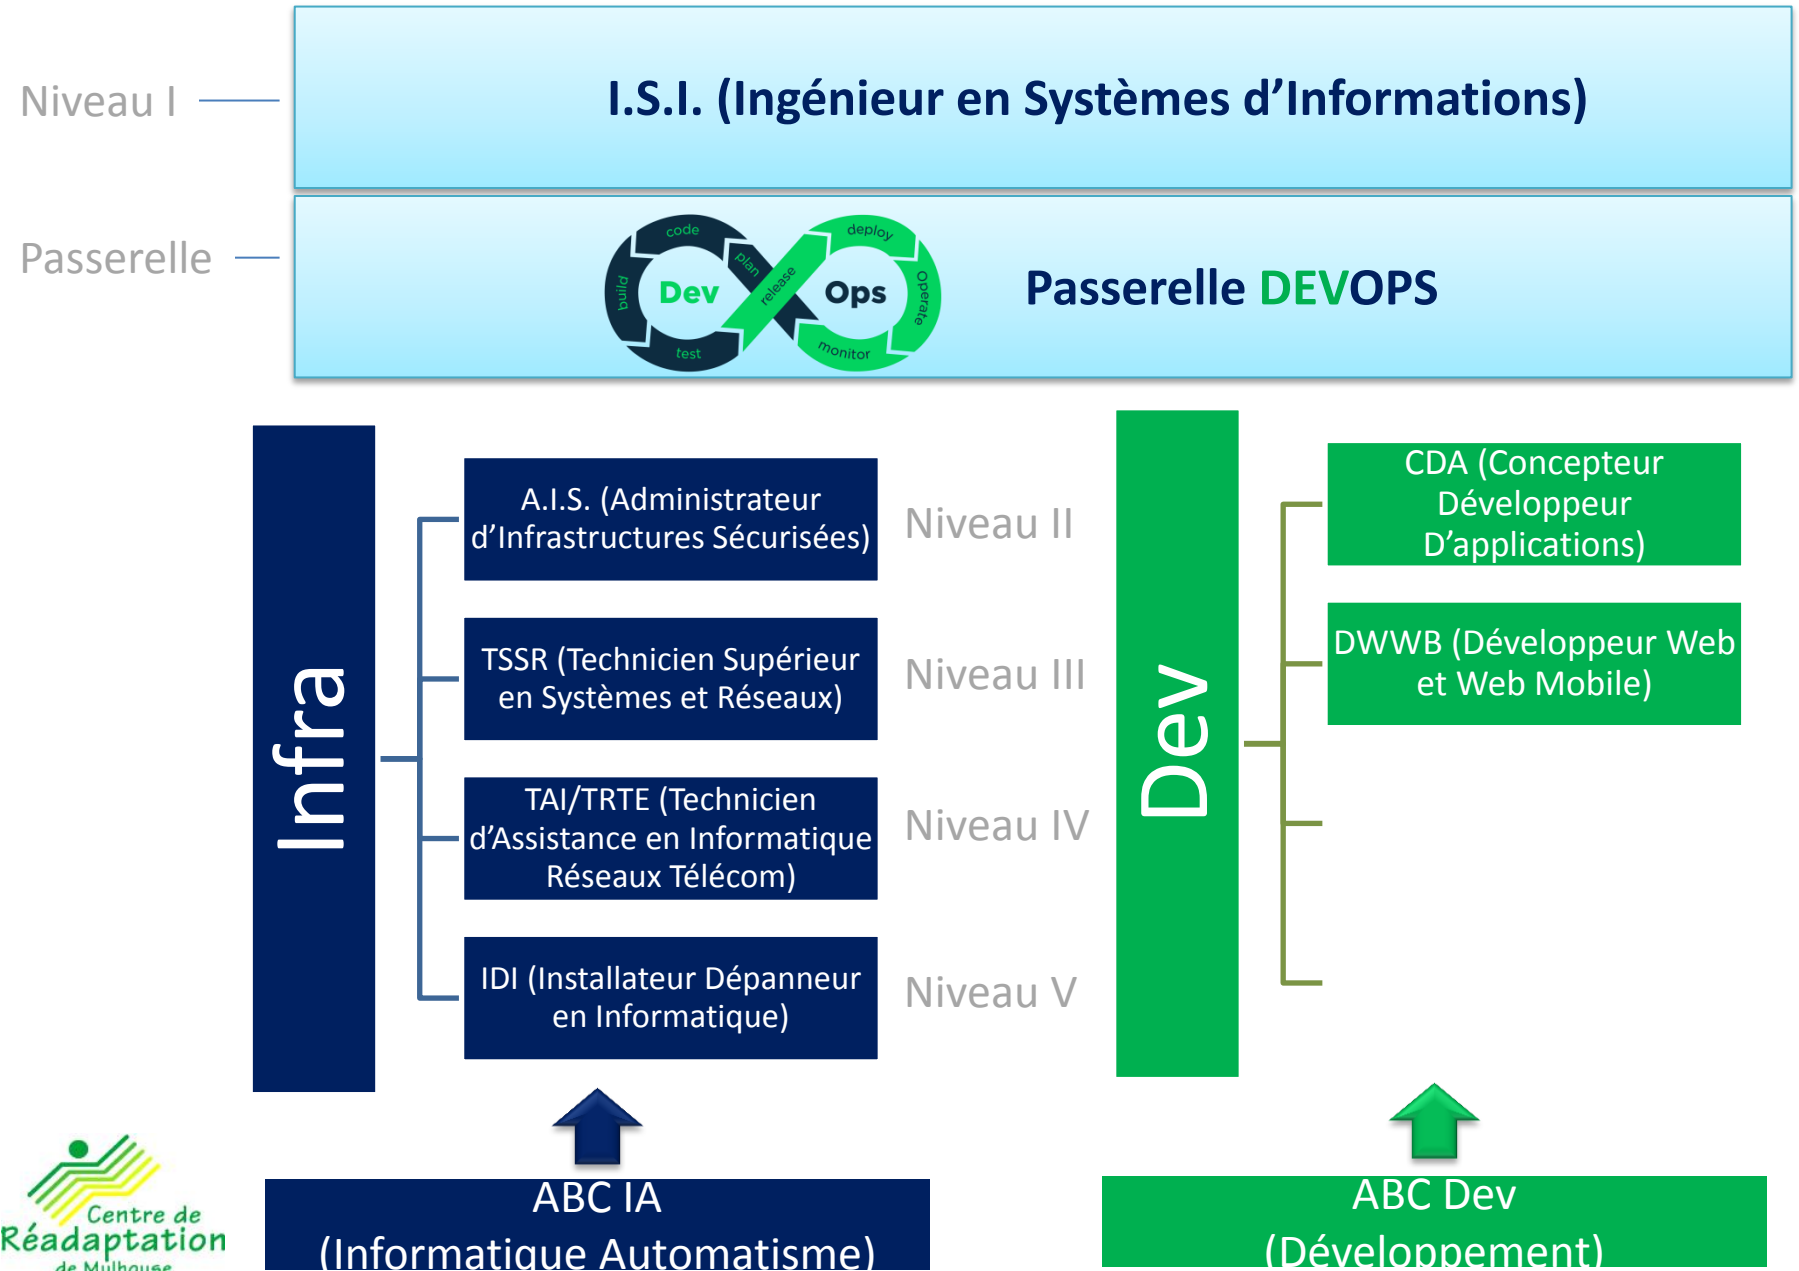 Niveau I
I.S.I. (Ingénieur en Systèmes d’Informations)
Passerelle
code
build
test
plan
release
deploy
Operate
monitor
Dev
Ops
Passerelle DEVOPS
Infra
A.I.S. (Administrateur
d’Infrastructures Sécurisées)
TSSR (Technicien Supérieur
en Systèmes et Réseaux)
TAI/TRTE (Technicien
d’Assistance en Informatique
Réseaux Télécom)
IDI (Installateur Dépanneur
en Informatique)
Niveau II
Niveau III
Niveau IV
Niveau V
Dev
CDA (Concepteur
Développeur
D’applications)
DWWB (Développeur Web
et Web Mobile)
Centre de
Réadaptation
de Mulhouse
ABC IA
(Informatique Automatisme)
ABC Dev
(Développement)